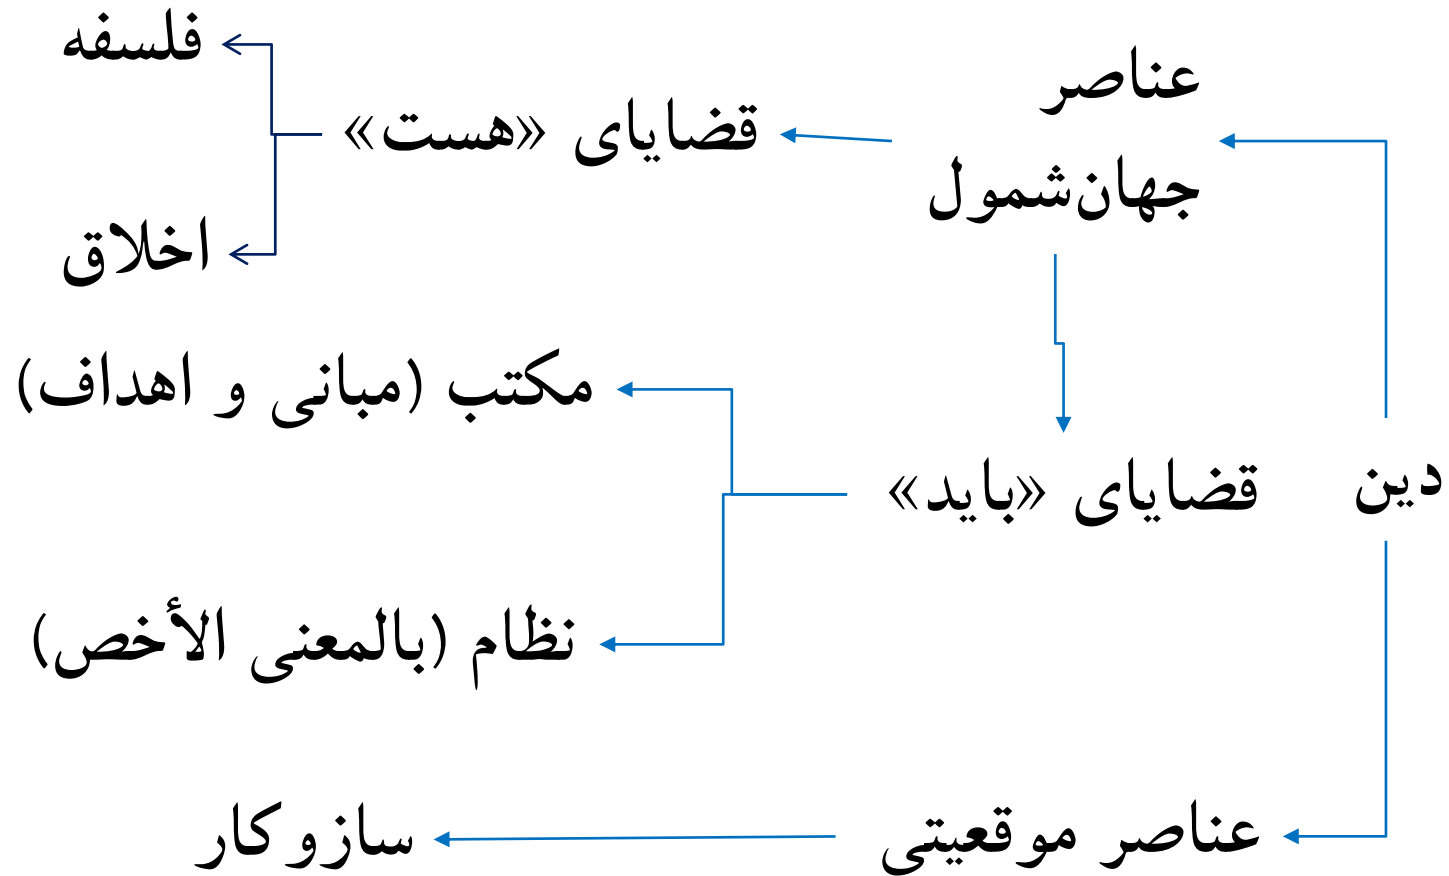 دین
عناصر
جهان‌شمول
قضایای «هست»
فلسفه
اخلاق
قضایای «باید»
مکتب (مبانی و اهداف)
نظام (بالمعنی الأخص)
عناصر موقعیتی
سازوکار